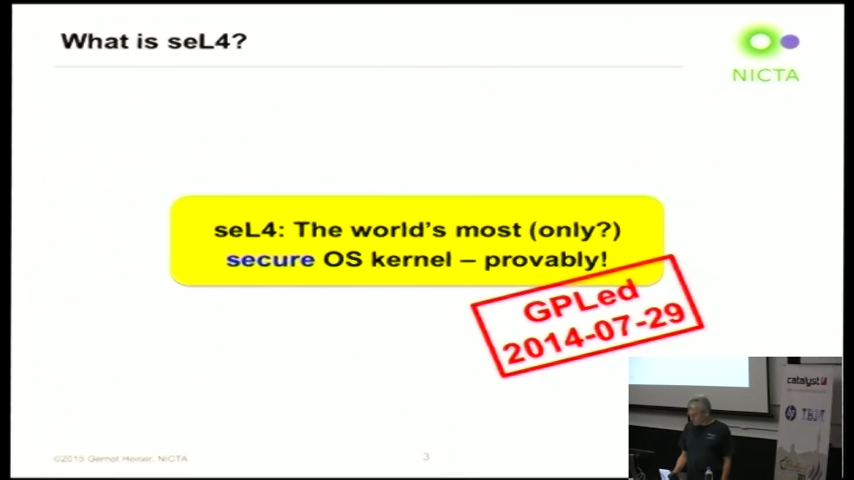 What is seL4?
NICTA
seL4: The world's most (only?)
secure OS kernel – provably!
GPLed
2014-07-29
©2015 Gernot Heiser, NICTA
3
catalyst
hp IBM